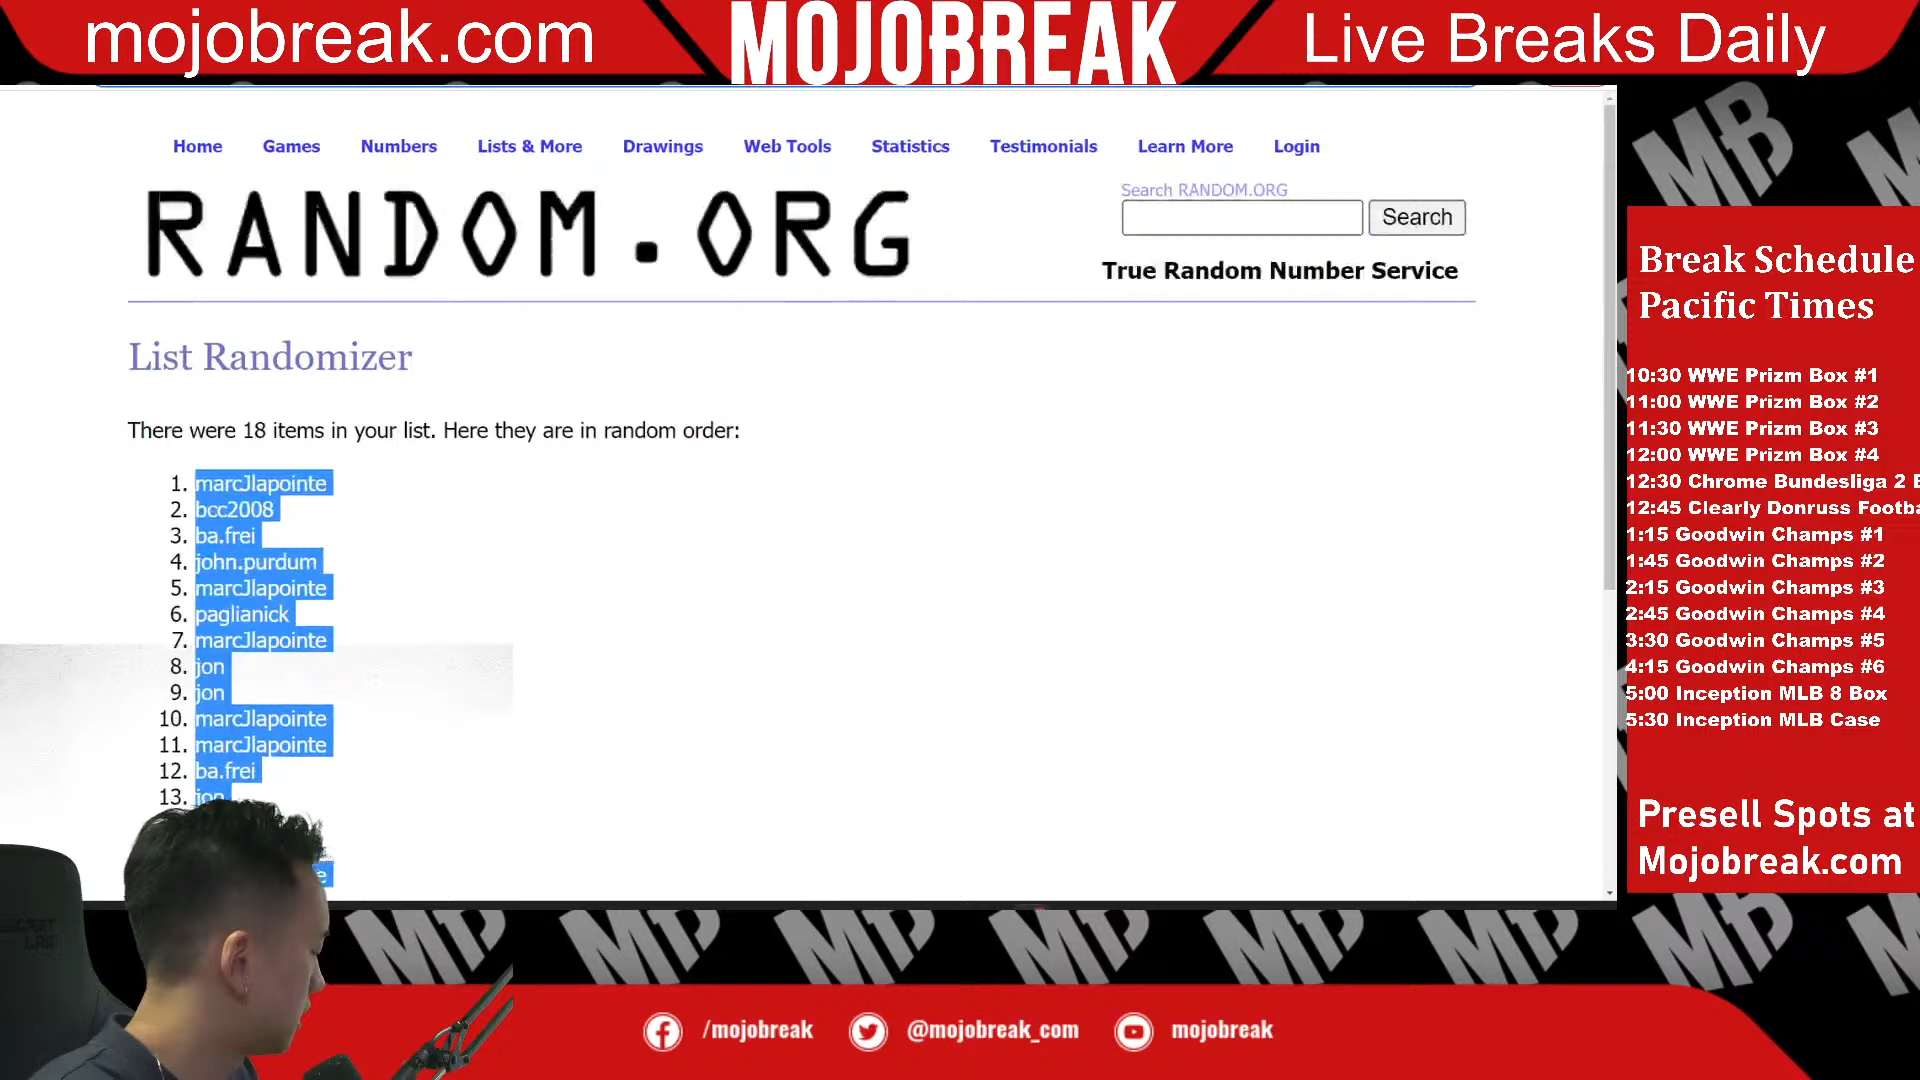 mojobreak.com
MOJOBREAK
Live Breaks Daily
Home Games Numbers Lists & More Drawings Web Tools Statistics Testimonials Learn More Login
RANDOM.ORG
Search RANDOM.ORG
Search
True Random Number Service
List Randomizer
There were 18 items in your list. Here they are in random order:
1. marcJlapointe
2. bcc2008
3. ba.frei
4. john.purdum
5. marcJlapointe
6. paglianick
7. marcJlapointe
8. jon
9. jon
10. marcJlapointe
11. marcJlapointe
12. ba.frei
13. jon
Break Schedule
Pacific Times
10:30 WWE Prizm Box #1
11:00 WWE Prizm Box #2
11:30 WWE Prizm Box #3
12:00 WWE Prizm Box #4
12:30 Chrome Bundesliga 2
12:45 Clearly Donruss
1:15 Goodwin Champs #1
1:45 Goodwin Champs #2
2:15 Goodwin Champs #3
2:45 Goodwin Champs #4
3:30 Goodwin Champs #5
4:15 Goodwin Champs #6
5:00 Inception MLB 8 Box
5:30 Inception MLB Case
Presell Spots at
Mojobreak.com
/mojobreak @mojobreak_com mojobreak